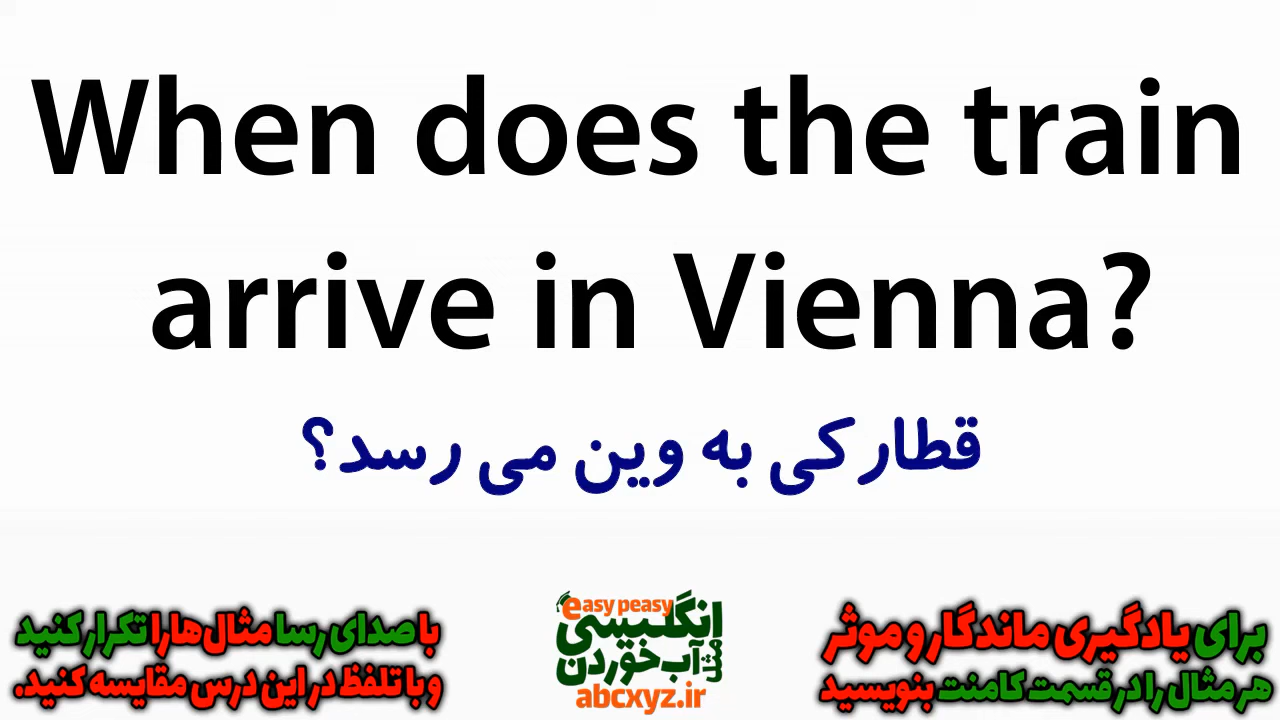 When does the train
arrive in Vienna?
قطار کی به وین می رسد؟
برای یادگیری ماندگار و موثر
هر مثال را در قسمت کامنت بنویسید
easy peasy
انگلیسی
مثل آب خوردن
abcxyz.ir
با صدای رسا مثال‌ها را تکرار کنید
و با تلفظ در این درس مقایسه کنید.